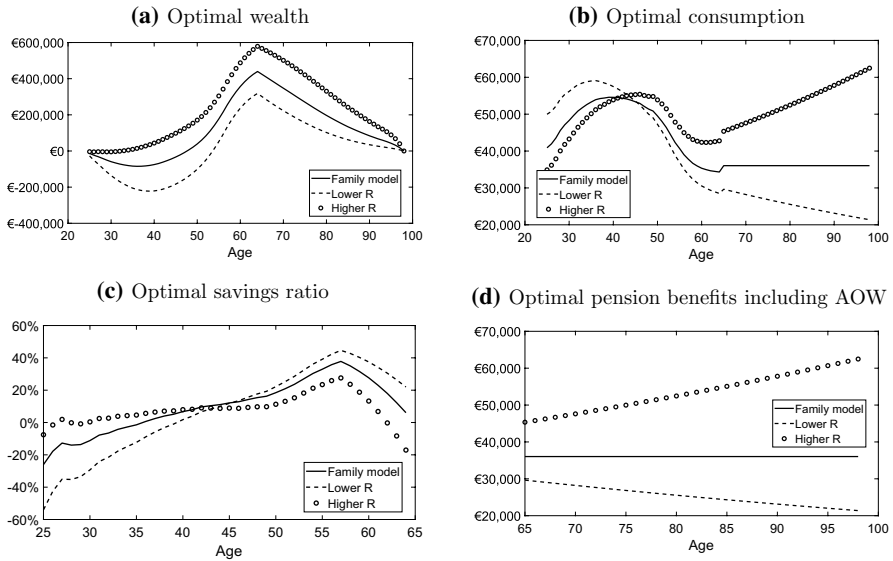 (a) Optimal wealth
€600,000
€400,000
€200,000
€0
€-200,000
€-400,000
20 30 40 50 60 70 80 90 100
Age
Family model
Lower R
Higher R
(b) Optimal consumption
€70,000
€60,000
€50,000
€40,000
€30,000
€20,000
20 30 40 50 60 70 80 90 100
Age
Family model
Lower R
Higher R
(c) Optimal savings ratio
60%
40%
20%
0%
-20%
-40%
-60%
25 30 35 40 45 50 55 60 65
Age
Family model
Lower R
Higher R
(d) Optimal pension benefits including AOW
€70,000
€60,000
€50,000
€40,000
€30,000
€20,000
65 70 75 80 85 90 95 100
Age
Family model
Lower R
Higher R